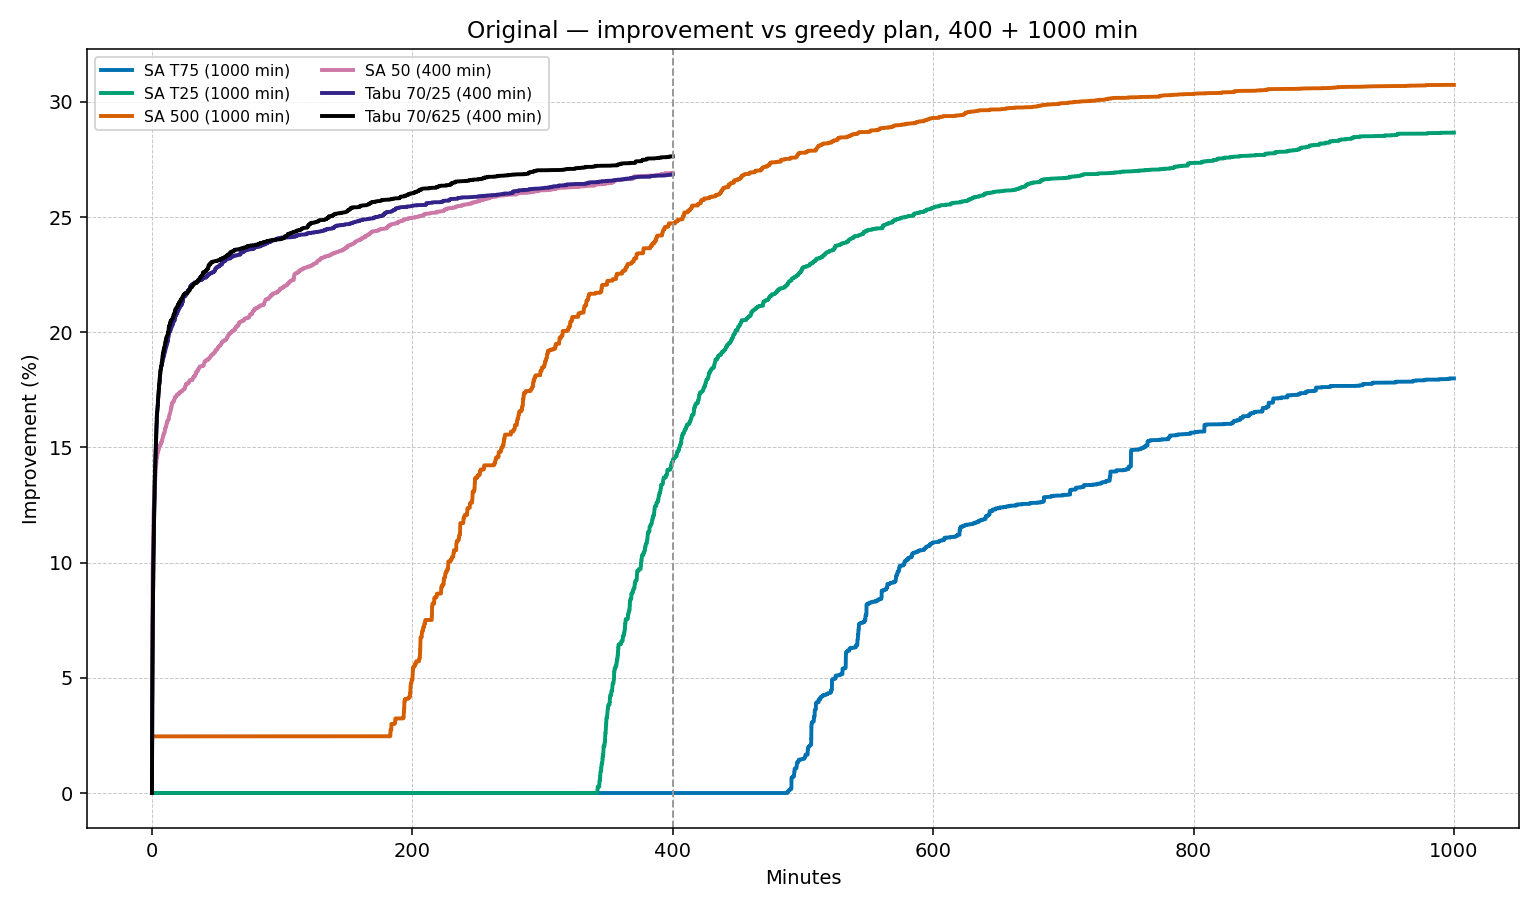 Original — improvement vs greedy plan, 400 + 1000 min
SA T75 (1000 min)
SA T25 (1000 min)
SA 500 (1000 min)
SA 50 (400 min)
Tabu 70/25 (400 min)
Tabu 70/625 (400 min)
Improvement (%)
30
25
20
15
10
5
0
0 200 400 600 800 1000
Minutes